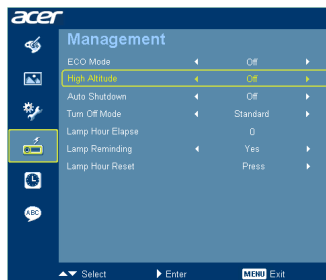 acer
Management
ECO Mode Off
High Altitude Off
Auto Shutdown Off
Turn Off Mode Standard
Lamp Hour Elapse 0
Lamp Reminding Yes
Lamp Hour Reset Press
ABC
Select Enter MENU Exit